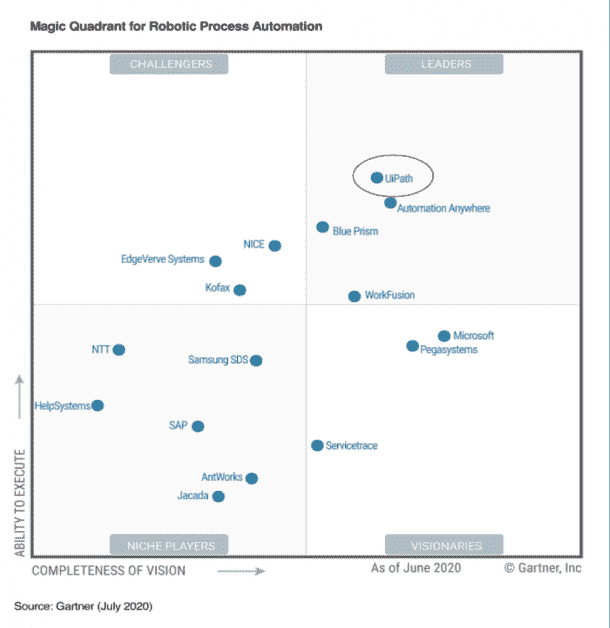 Magic Quadrant for Robotic Process Automation
CHALLENGERS
LEADERS
UiPath
Automation Anywhere
Blue Prism
NICE
EdgeVerve Systems
Kofax
WorkFusion
Microsoft
Pegasystems
NTT
Samsung SDS
HelpSystems
SAP
Servicetrace
AntWorks
Jacada
ABILITY TO EXECUTE
NICHE PLAYERS
VISIONARIES
COMPLETENESS OF VISION
As of June 2020
© Gartner, Inc
Source: Gartner (July 2020)